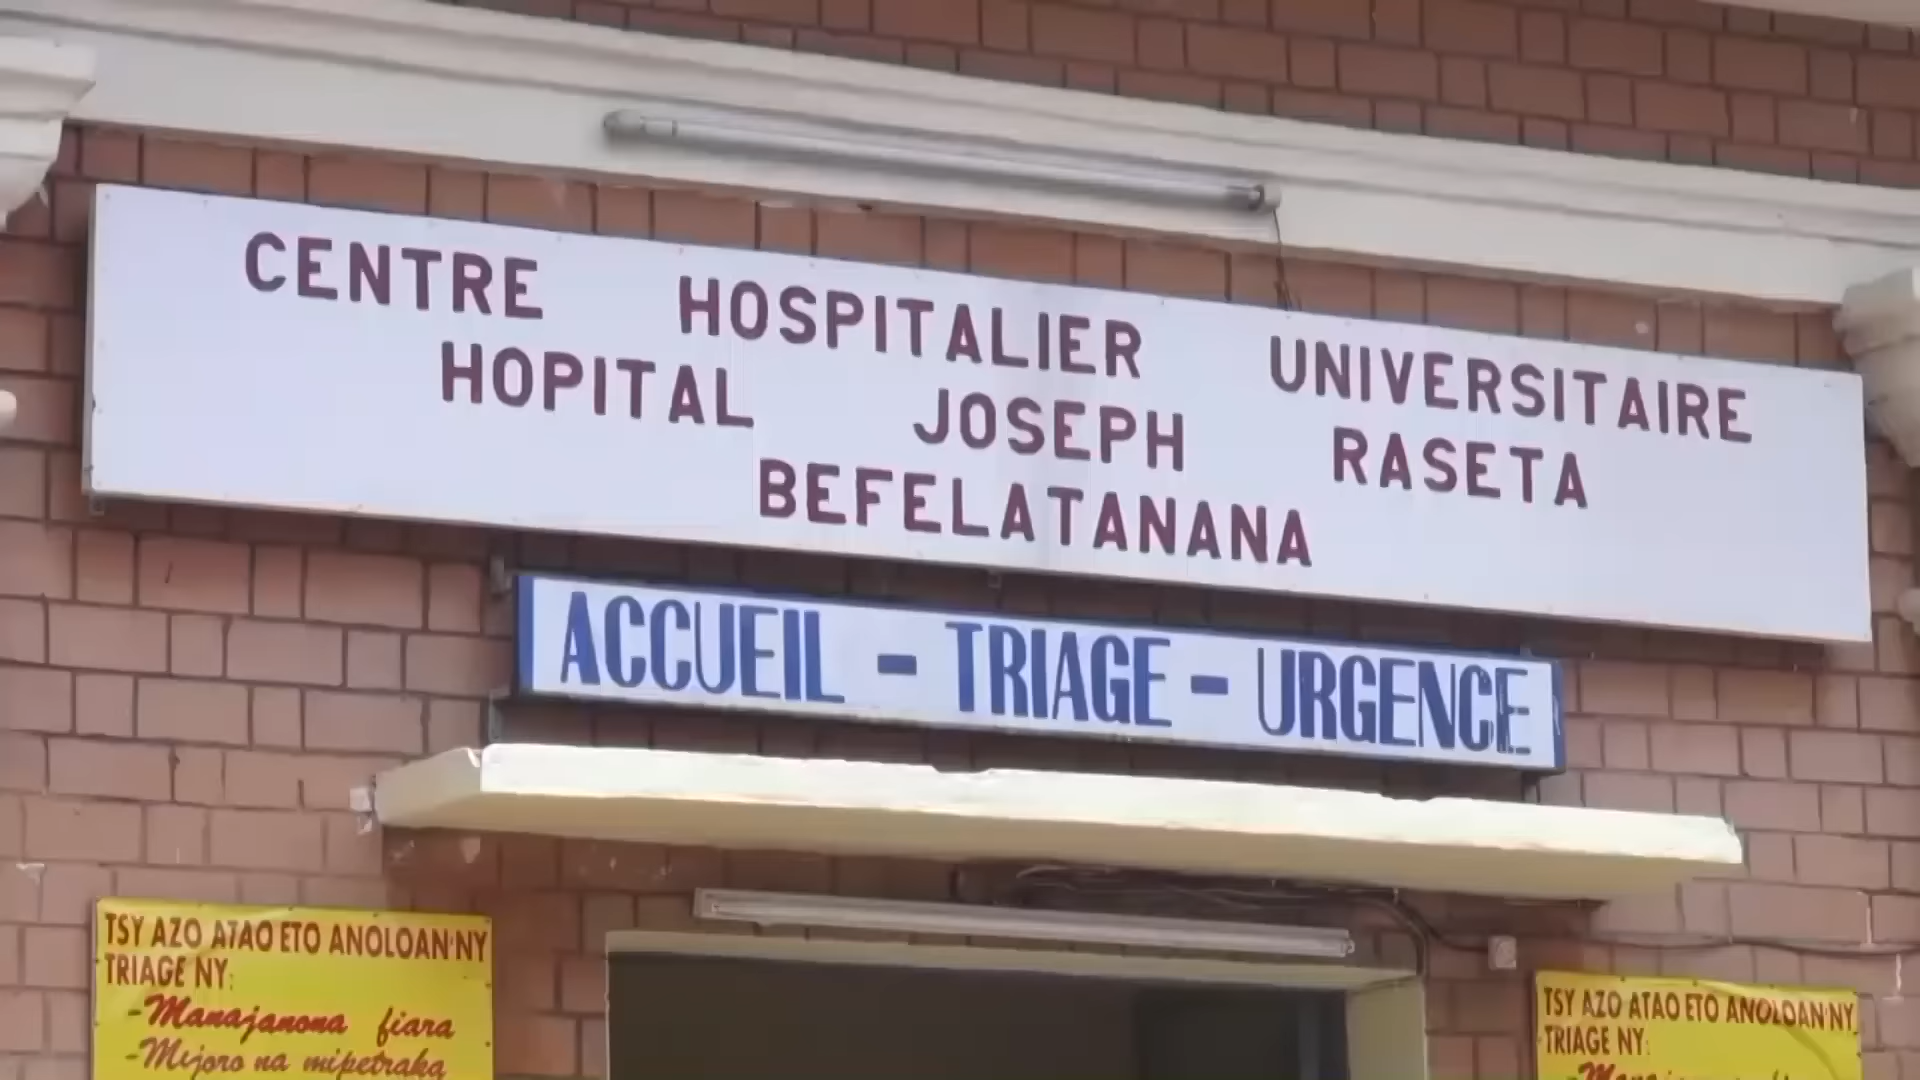 CENTRE HOSPITALIER UNIVERSITAIRE
HOPITAL JOSEPH RASETA
BEFELATANANA
ACCUEIL - TRIAGE - URGENCE
TSY AZO ATAO ETO ANOLOAN'NY
TRIAGE NY:
-Manajanona fiara
-Mijoro na mipetraka
TSY AZO ATAO ETO ANOLOAN'NY
TRIAGE NY: